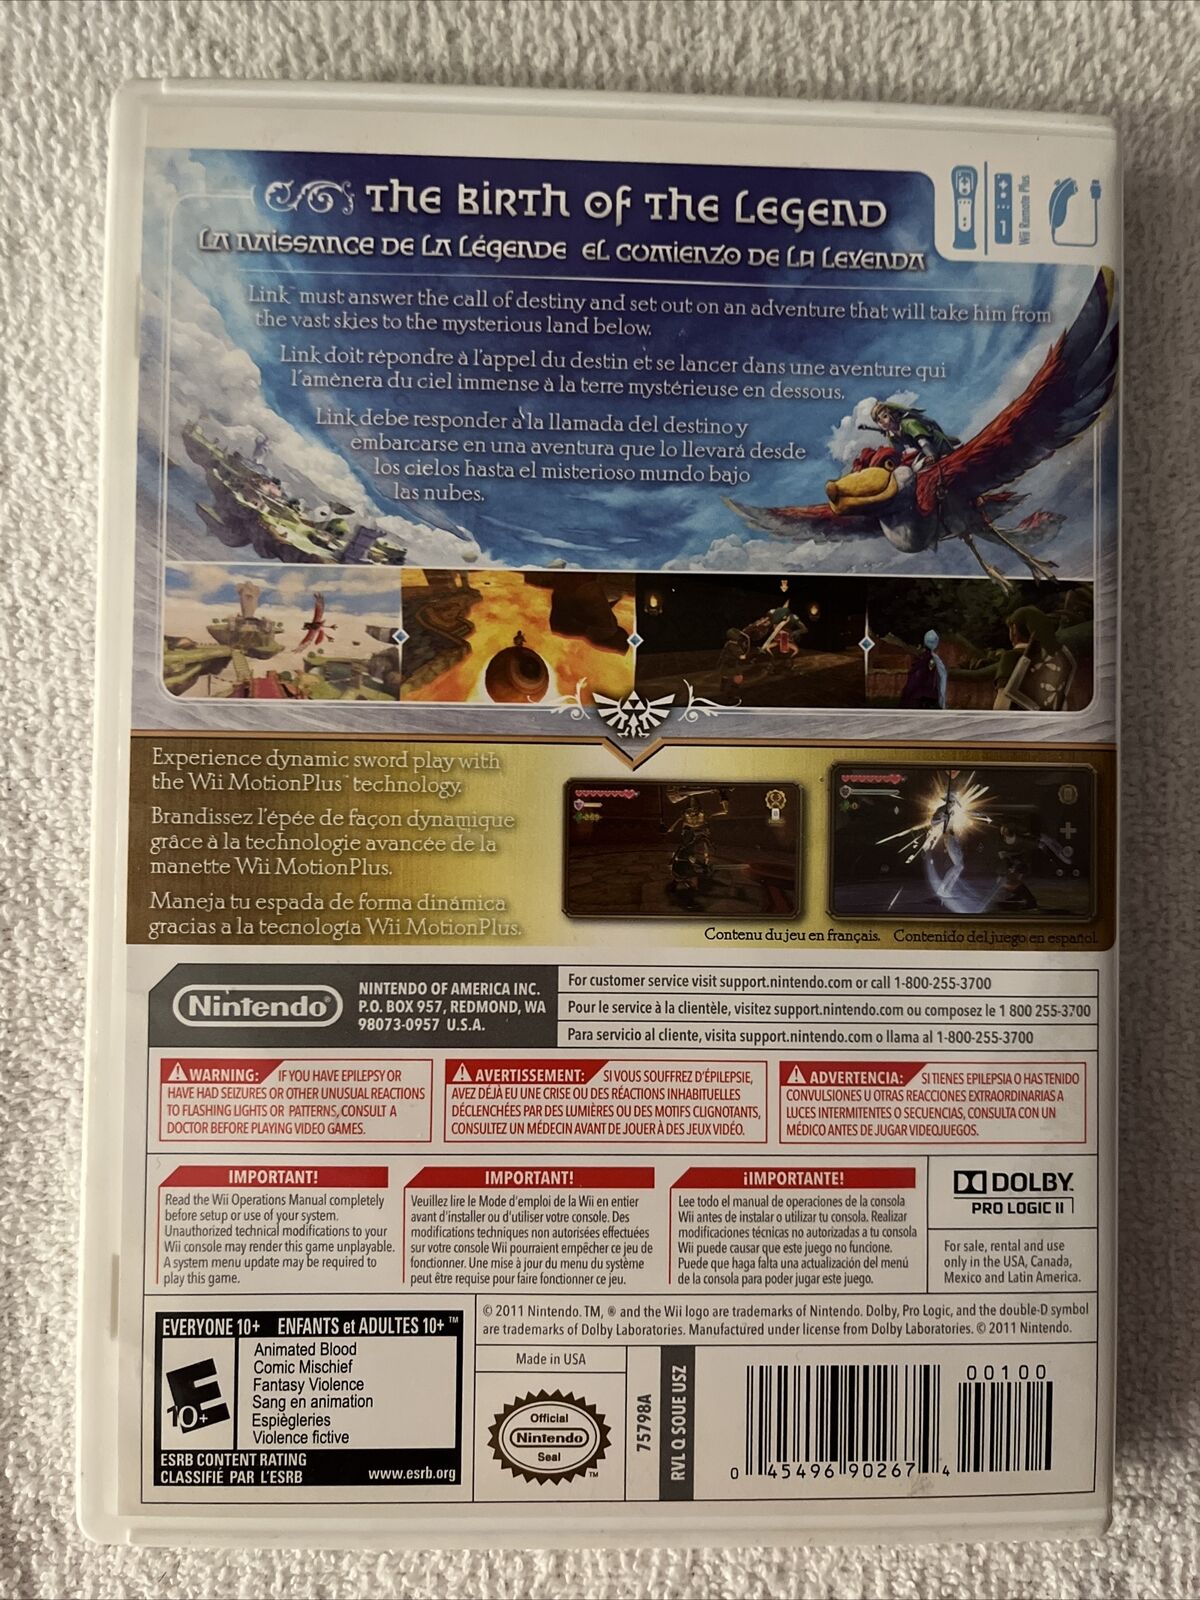 The Birth of the Legend
La naissance de la légende El comienzo de la leyenda
Wii Remote Plus
Link™ must answer the call of destiny and set out on an adventure that will take him from
the vast skies to the mysterious land below.
Link doit répondre à l'appel du destin et se lancer dans une aventure qui
l'amènera du ciel immense à la terre mystérieuse en dessous.
Link debe responder a la llamada del destino y
embarcarse en una aventura que lo llevará desde
los cielos hasta el misterioso mundo bajo
las nubes.
Experience dynamic sword play with
the Wii MotionPlus™ technology.
Brandissez l'épée de façon dynamique
grâce à la technologie avancée de la
manette Wii MotionPlus.
Maneja tu espada de forma dinámica
gracias a la tecnología Wii MotionPlus.
Contenu du jeu en français. Contenido del juego en español.
Nintendo®
NINTENDO OF AMERICA INC.
P.O. BOX 957, REDMOND, WA
98073-0957 U.S.A.
For customer service visit support.nintendo.com or call 1-800-255-3700
Pour le service à la clientèle, visitez support.nintendo.com ou composez le 1 800 255-3700
Para servicio al cliente, visita support.nintendo.com o llama al 1-800-255-3700
WARNING: IF YOU HAVE EPILEPSY OR
HAVE HAD SEIZURES OR OTHER UNUSUAL REACTIONS
TO FLASHING LIGHTS OR PATTERNS, CONSULT A
DOCTOR BEFORE PLAYING VIDEO GAMES.
AVERTISSEMENT: SI VOUS SOUFFREZ D'ÉPILEPSIE,
AVEZ DÉJÀ EU UNE CRISE OU DES RÉACTIONS INHABITUELLES
DÉCLENCHÉES PAR DES LUMIÈRES OU DES MOTIFS CLIGNOTANTS,
CONSULTEZ UN MÉDECIN AVANT DE JOUER À DES JEUX VIDÉO.
ADVERTENCIA: SI TIENES EPILEPSIA O HAS TENIDO
CONVULSIONES U OTRAS REACCIONES EXTRAORDINARIAS A
LUCES INTERMITENTES O SECUENCIAS, CONSULTA CON UN
MÉDICO ANTES DE JUGAR VIDEOJUEGOS.
IMPORTANT!
Read the Wii Operations Manual completely
before setup or use of your system.
Unauthorized technical modifications to your
Wii console may render this game unplayable.
A system menu update may be required to
play this game.
IMPORTANT!
Veuillez lire le Mode d'emploi de la Wii en entier
avant d'installer ou d'utiliser votre console. Des
modifications techniques non autorisées effectuées
sur votre console Wii pourraient empêcher ce jeu de
fonctionner. Une mise à jour du menu du système
peut être requise pour faire fonctionner ce jeu.
¡IMPORTANTE!
Lee todo el manual de operaciones de la consola
Wii antes de instalar o utilizar tu consola. Realizar
modificaciones técnicas no autorizadas a tu consola
Wii puede causar que este juego no funcione.
Puede que haga falta una actualización del menú
de la consola para poder jugar este juego.
DOLBY.
PRO LOGIC II
For sale, rental and use
only in the USA, Canada,
Mexico and Latin America.
© 2011 Nintendo. TM, ® and the Wii logo are trademarks of Nintendo. Dolby, Pro Logic, and the double-D symbol
are trademarks of Dolby Laboratories. Manufactured under license from Dolby Laboratories. © 2011 Nintendo.
EVERYONE 10+ ENFANTS et ADULTES 10+ ™
E
10+
Animated Blood
Comic Mischief
Fantasy Violence
Sang en animation
Espiègleries
Violence fictive
ESRB CONTENT RATING
CLASSIFIÉ PAR L'ESRB www.esrb.org
Made in USA
Official
Nintendo
Seal
™
75798A
RVL Q SOUE USZ
00100
0 45496 90267 4